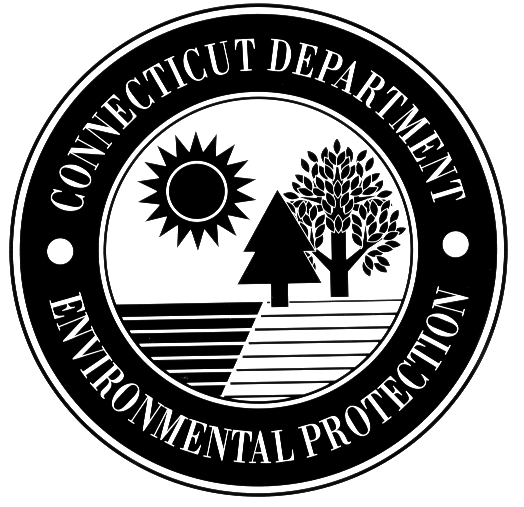 CONNECTICUT DEPARTMENT
ENVIRONMENTAL PROTECTION